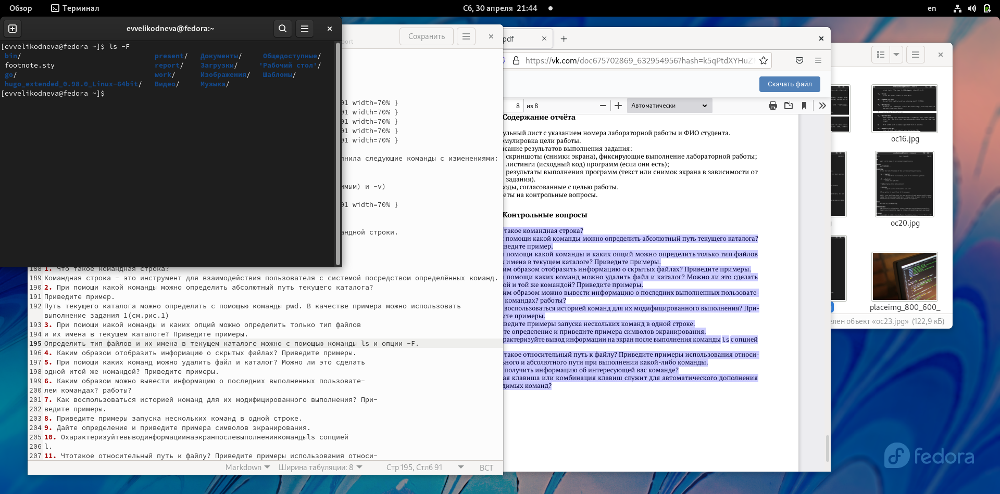 Обзор
Терминал
Сб, 30 апреля 21:44
en
evvelikodneva@fedora:~
[evvelikodneva@fedora ~]$ ls -F
bin/ present/ Документы/ Общедоступные/
footnote.sty report/ Загрузки/ 'Рабочий стол'/
go/ work/ Изображения/ Шаблоны/
hugo_extended_0.98.0_Linux-64bit/ Видео/ Музыка/
[evvelikodneva@fedora ~]$
Сохранить
01 width=70% }
01 width=70% }
01 width=70% }
01 width=70% }
01 width=70% }
нила следующие команды с изменениями:
имым) и -v)
01 width=70% }
андной строки.
188 1. Что такое командная строка?
189 Командная строка - это инструмент для взаимодействия пользователя с системой посредством определённых команд.
190 2. При помощи какой команды можно определить абсолютный путь текущего каталога?
191 Приведите пример.
192 Путь текущего каталога можно определить с помощью команды pwd. В качестве примера можно использовать
выполнение задания 1(см.рис.1)
193 3. При помощи какой команды и каких опций можно определить только тип файлов
194 и их имена в текущем каталоге? Приведите примеры.
195 Определить тип файлов и их имена в текущем каталоге можно с помощью команды ls и опции -F.
196 4. Каким образом отобразить информацию о скрытых файлах? Приведите примеры.
197 5. При помощи каких команд можно удалить файл и каталог? Можно ли это сделать
198 одной итой же командой? Приведите примеры.
199 6. Каким образом можно вывести информацию о последних выполненных пользовате-
200 лем командах? работы?
201 7. Как воспользоваться историей команд для их модифицированного выполнения? При-
202 ведите примеры.
203 8. Приведите примеры запуска нескольких команд в одной строке.
204 9. Дайте определение и приведите примера символов экранирования.
205 10. Охарактеризуйтевыводинформациинаэкранпослевыполнениякомандыls сопцией
206 l.
207 11. Чтотакое относительный путь к файлу? Приведите примеры использования относи-
Markdown Ширина табуляции: 8 Стр 195, Стлб 91 ВСТ
pdf
https://vk.com/doc675702869_632954956?hash=k5qPtdXYHuZ
Скачать файл
8 из 8
Автоматически
Содержание отчёта
ульный лист с указанием номера лабораторной работы и ФИО студента.
мулировка цели работы.
исание результатов выполнения задания:
скриншоты (снимки экрана), фиксирующие выполнение лабораторной работы;
листинги (исходный код) программ (если они есть);
результаты выполнения программ (текст или снимок экрана в зависимости от
задания).
воды, согласованные с целью работы.
еты на контрольные вопросы.
Контрольные вопросы
такое командная строка?
помощи какой команды можно определить абсолютный путь текущего каталога?
ведите пример.
помощи какой команды и каких опций можно определить только тип файлов
имена в текущем каталоге? Приведите примеры.
им образом отобразить информацию о скрытых файлах? Приведите примеры.
помощи каких команд можно удалить файл и каталог? Можно ли это сделать
ой и той же командой? Приведите примеры.
им образом можно вывести информацию о последних выполненных пользовате-
командах? работы?
воспользоваться историей команд для их модифицированного выполнения? При-
ите примеры.
ведите примеры запуска нескольких команд в одной строке.
те определение и приведите примера символов экранирования.
рактеризуйте вывод информации на экран после выполнения команды ls с опцией
такое относительный путь к файлу? Приведите примеры использования относи-
ьного и абсолютного пути при выполнении какой-либо команды.
получить информацию об интересующей вас команде?
ая клавиша или комбинация клавиш служит для автоматического дополнения
димых команд?
ос16.jpg
ос20.jpg
placeimg_800_600_
елен объект «ос23.jpg» (122,9 кБ)
fedora